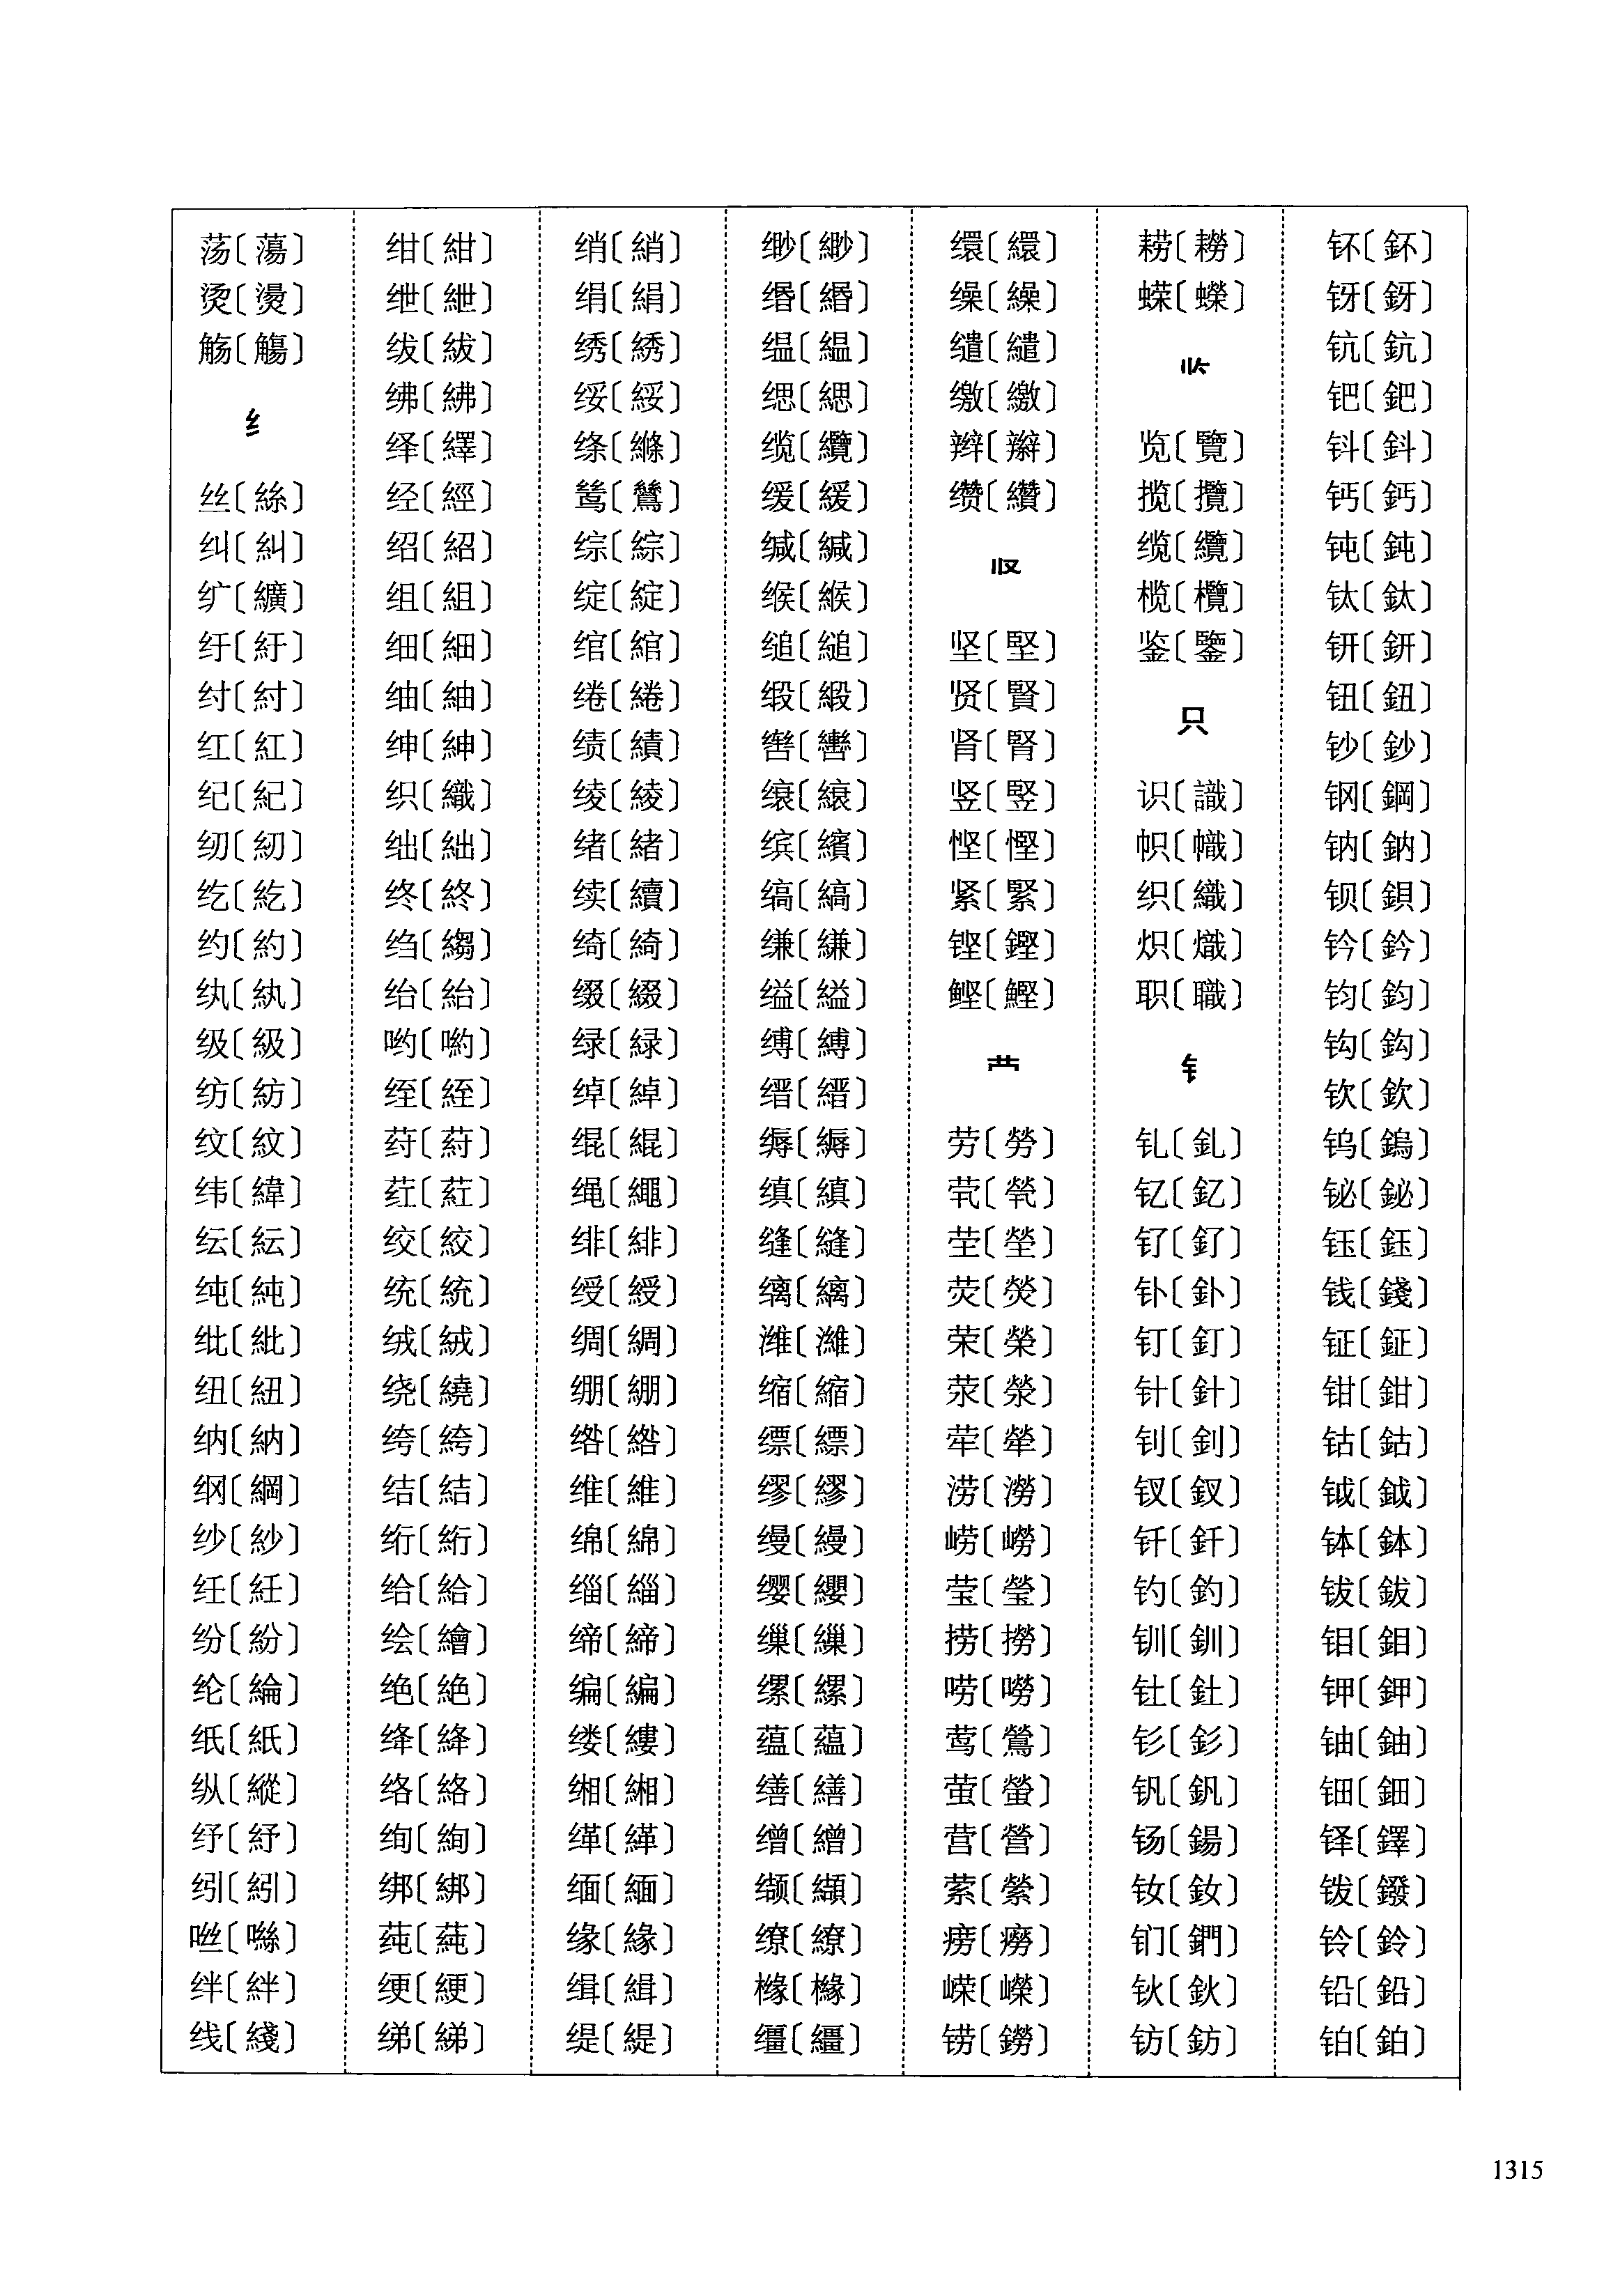 荡〔蕩〕
烫〔燙〕
觞〔觴〕
纟
丝〔絲〕
纠〔糾〕
纩〔纊〕
纡〔紆〕
纣〔紂〕
红〔紅〕
纪〔紀〕
纫〔紉〕
纥〔紇〕
约〔約〕
纨〔紈〕
级〔級〕
纺〔紡〕
纹〔紋〕
纬〔緯〕
纭〔紜〕
纯〔純〕
纰〔紕〕
纽〔紐〕
纳〔納〕
纲〔綱〕
纱〔紗〕
纴〔紝〕
纷〔紛〕
纶〔綸〕
纸〔紙〕
纵〔縱〕
纾〔紓〕
纼〔紖〕
咝〔噝〕
绊〔絆〕
线〔綫〕
绀〔紺〕
绁〔紲〕
绂〔紱〕
绋〔紼〕
绎〔繹〕
经〔經〕
绍〔紹〕
组〔組〕
细〔細〕
䌷〔紬〕
绅〔紳〕
织〔織〕
绌〔絀〕
终〔終〕
绉〔縐〕
绐〔紿〕
哟〔喲〕
绖〔絰〕
荮〔葤〕
荭〔葒〕
绞〔絞〕
统〔統〕
绒〔絨〕
绕〔繞〕
绔〔絝〕
结〔結〕
绗〔絎〕
给〔給〕
绘〔繪〕
绝〔絶〕
绛〔絳〕
络〔絡〕
绚〔絢〕
绑〔綁〕
莼〔蒓〕
绠〔綆〕
绨〔綈〕
绡〔綃〕
绢〔絹〕
绣〔綉〕
绥〔綏〕
绦〔縧〕
鸶〔鷥〕
综〔綜〕
绽〔綻〕
绾〔綰〕
绻〔綣〕
绩〔績〕
绫〔綾〕
绪〔緒〕
续〔續〕
绮〔綺〕
缀〔綴〕
绿〔緑〕
绰〔綽〕
绲〔緄〕
绳〔繩〕
绯〔緋〕
绶〔綬〕
绸〔綢〕
绷〔綳〕
绺〔綹〕
维〔維〕
绵〔綿〕
缁〔緇〕
缔〔締〕
编〔編〕
缕〔縷〕
缃〔緗〕
缂〔緙〕
缅〔緬〕
缘〔緣〕
缉〔緝〕
缇〔緹〕
缈〔緲〕
缗〔緡〕
缊〔緼〕
缌〔緦〕
缆〔纜〕
缓〔緩〕
缄〔緘〕
缑〔緱〕
缒〔縋〕
缎〔緞〕
辔〔轡〕
缞〔縗〕
缤〔繽〕
缟〔縞〕
缣〔縑〕
缢〔縊〕
缚〔縛〕
缙〔縉〕
缛〔縟〕
缜〔縝〕
缝〔縫〕
缡〔縭〕
潍〔濰〕
缩〔縮〕
缥〔縹〕
缪〔繆〕
缦〔縵〕
缨〔纓〕
缫〔繅〕
缧〔縲〕
蕴〔藴〕
缮〔繕〕
缯〔繒〕
缬〔纈〕
缭〔繚〕
橼〔櫞〕
缰〔繮〕
缳〔繯〕
缲〔繰〕
缱〔繾〕
缴〔繳〕
辫〔辮〕
缵〔纘〕
坚〔堅〕
贤〔賢〕
肾〔腎〕
竖〔竪〕
悭〔慳〕
紧〔緊〕
铿〔鏗〕
鲣〔鰹〕
劳〔勞〕
茕〔煢〕
茔〔塋〕
荧〔熒〕
荣〔榮〕
荥〔滎〕
荦〔犖〕
涝〔澇〕
崂〔嶗〕
莹〔瑩〕
捞〔撈〕
唠〔嘮〕
莺〔鶯〕
萤〔螢〕
营〔營〕
萦〔縈〕
痨〔癆〕
嵘〔嶸〕
铹〔鐒〕
耢〔耮〕
蝾〔蠑〕
览〔覽〕
揽〔攬〕
缆〔纜〕
榄〔欖〕
鉴〔鑒〕
只
识〔識〕
帜〔幟〕
织〔織〕
炽〔熾〕
职〔職〕
钅
钆〔釓〕
钇〔釔〕
钌〔釕〕
钋〔釙〕
钉〔釘〕
针〔針〕
钊〔釗〕
钗〔釵〕
钎〔釺〕
钓〔釣〕
钏〔釧〕
钍〔釷〕
钐〔釤〕
钒〔釩〕
钖〔鍚〕
钕〔釹〕
钔〔鍆〕
钬〔鈥〕
钫〔鈁〕
钚〔鈈〕
钘〔鈃〕
钪〔鈧〕
钯〔鈀〕
钭〔鈄〕
钙〔鈣〕
钝〔鈍〕
钛〔鈦〕
钘〔鈃〕
钮〔鈕〕
钞〔鈔〕
钢〔鋼〕
钠〔鈉〕
钡〔鋇〕
钤〔鈐〕
钧〔鈞〕
钩〔鈎〕
钦〔欽〕
钨〔鎢〕
铋〔鉍〕
钰〔鈺〕
钱〔錢〕
钲〔鉦〕
钳〔鉗〕
钴〔鈷〕
钺〔鉞〕
钵〔鉢〕
钹〔鈸〕
钼〔鉬〕
钾〔鉀〕
铀〔鈾〕
钿〔鈿〕
铎〔鐸〕
䥽〔鏺〕
铃〔鈴〕
铅〔鉛〕
铂〔鉑〕
1315